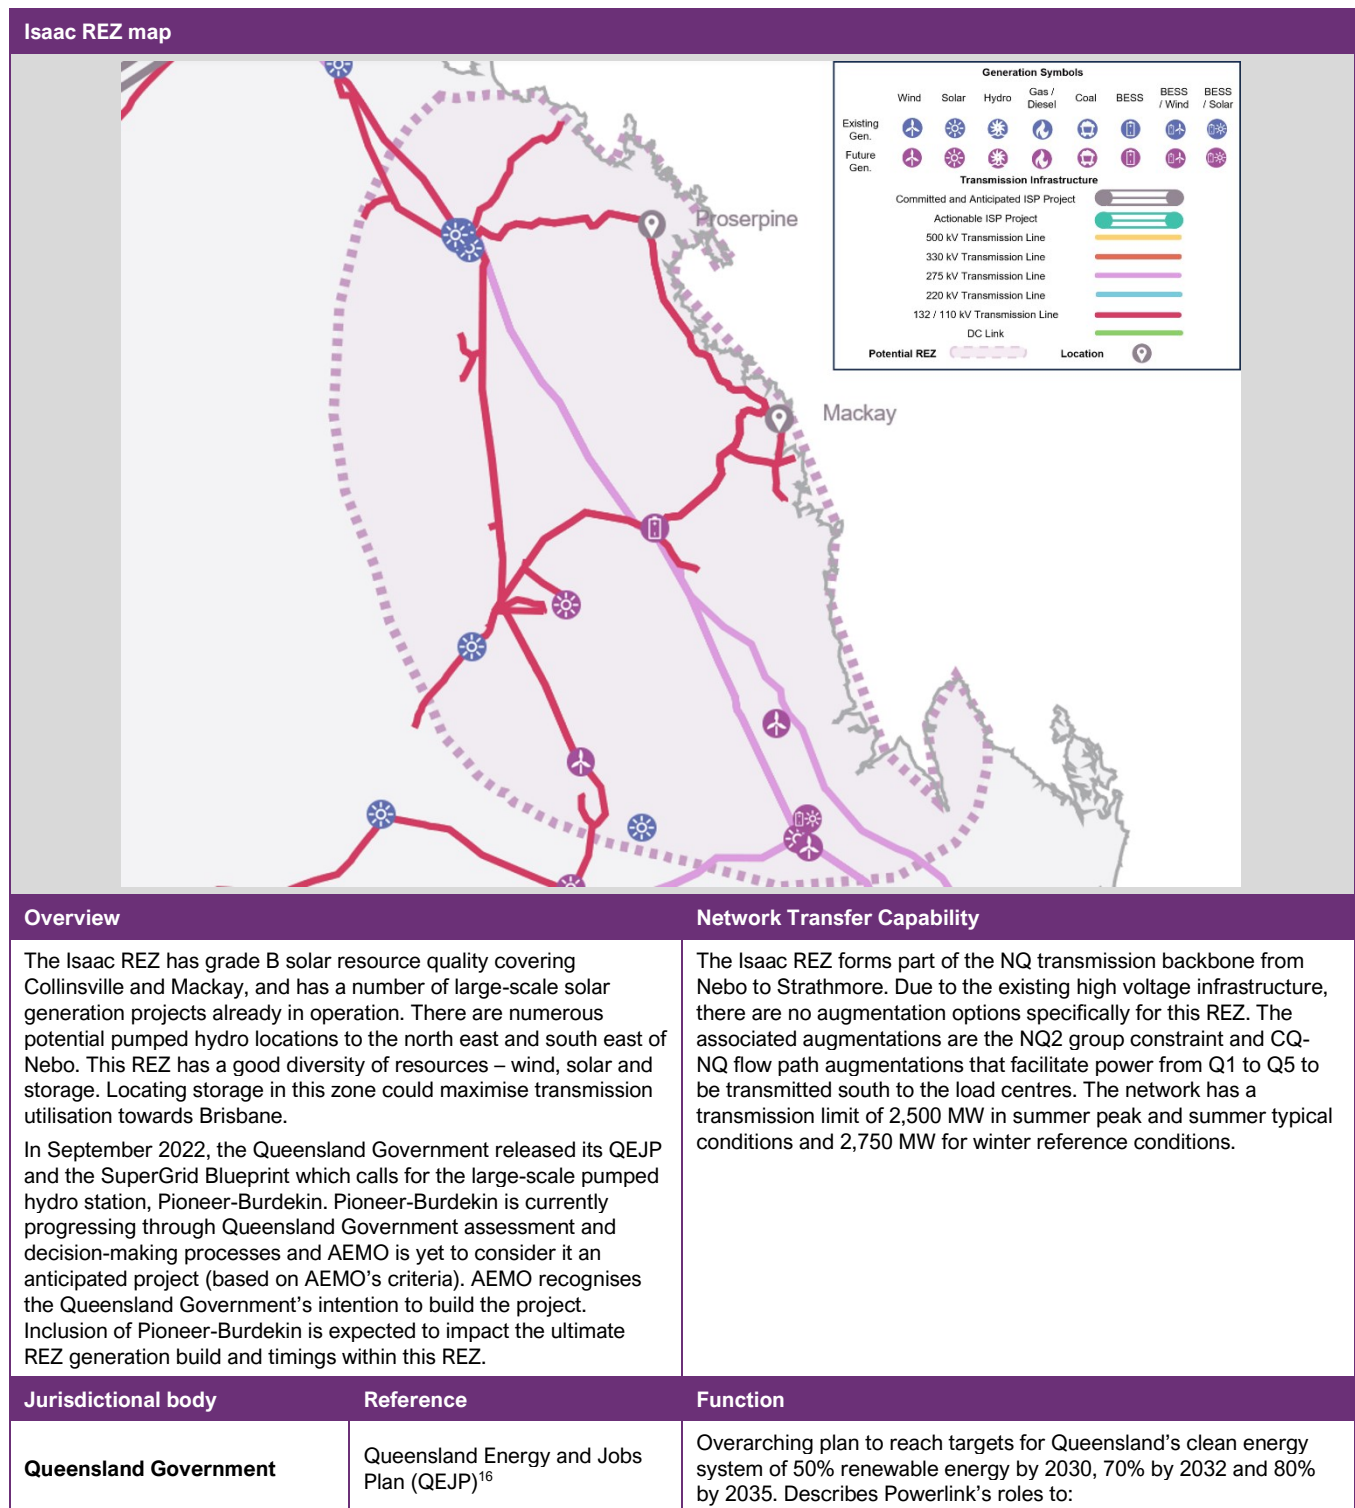 Isaac REZ map
Generation Symbols
Wind Solar Hydro Gas / Diesel Coal BESS BESS / Wind BESS / Solar
Existing Gen.
Future Gen.
Transmission Infrastructure
Committed and Anticipated ISP Project
Actionable ISP Project
500 kV Transmission Line
330 kV Transmission Line
275 kV Transmission Line
220 kV Transmission Line
132 / 110 kV Transmission Line
DC Link
Potential REZ Location
Proserpine
Mackay
Overview
The Isaac REZ has grade B solar resource quality covering
Collinsville and Mackay, and has a number of large-scale solar
generation projects already in operation. There are numerous
potential pumped hydro locations to the north east and south east of
Nebo. This REZ has a good diversity of resources – wind, solar and
storage. Locating storage in this zone could maximise transmission
utilisation towards Brisbane.
In September 2022, the Queensland Government released its QEJP
and the SuperGrid Blueprint which calls for the large-scale pumped
hydro station, Pioneer-Burdekin. Pioneer-Burdekin is currently
progressing through Queensland Government assessment and
decision-making processes and AEMO is yet to consider it an
anticipated project (based on AEMO's criteria). AEMO recognises
the Queensland Government's intention to build the project.
Inclusion of Pioneer-Burdekin is expected to impact the ultimate
REZ generation build and timings within this REZ.
Network Transfer Capability
The Isaac REZ forms part of the NQ transmission backbone from
Nebo to Strathmore. Due to the existing high voltage infrastructure,
there are no augmentation options specifically for this REZ. The
associated augmentations are the NQ2 group constraint and CQ-
NQ flow path augmentations that facilitate power from Q1 to Q5 to
be transmitted south to the load centres. The network has a
transmission limit of 2,500 MW in summer peak and summer typical
conditions and 2,750 MW for winter reference conditions.
Jurisdictional body
Reference
Function
Queensland Government
Queensland Energy and Jobs
Plan (QEJP)16
Overarching plan to reach targets for Queensland's clean energy
system of 50% renewable energy by 2030, 70% by 2032 and 80%
by 2035. Describes Powerlink's roles to: